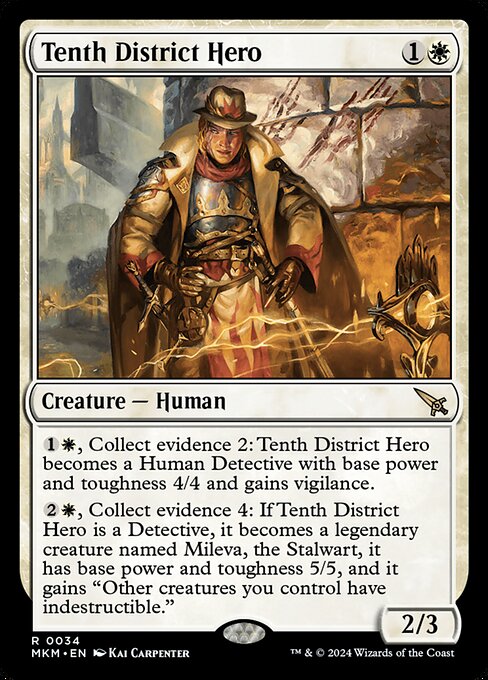 Tenth District Hero 1
Creature — Human
1, Collect evidence 2: Tenth District Hero
becomes a Human Detective with base power
and toughness 4/4 and gains vigilance.
2, Collect evidence 4: If Tenth District
Hero is a Detective, it becomes a legendary
creature named Mileva, the Stalwart, it
has base power and toughness 5/5, and it
gains “Other creatures you control have
indestructible.”
2/3
R 0034
MKM • EN Kai Carpenter
™ & © 2024 Wizards of the Coast